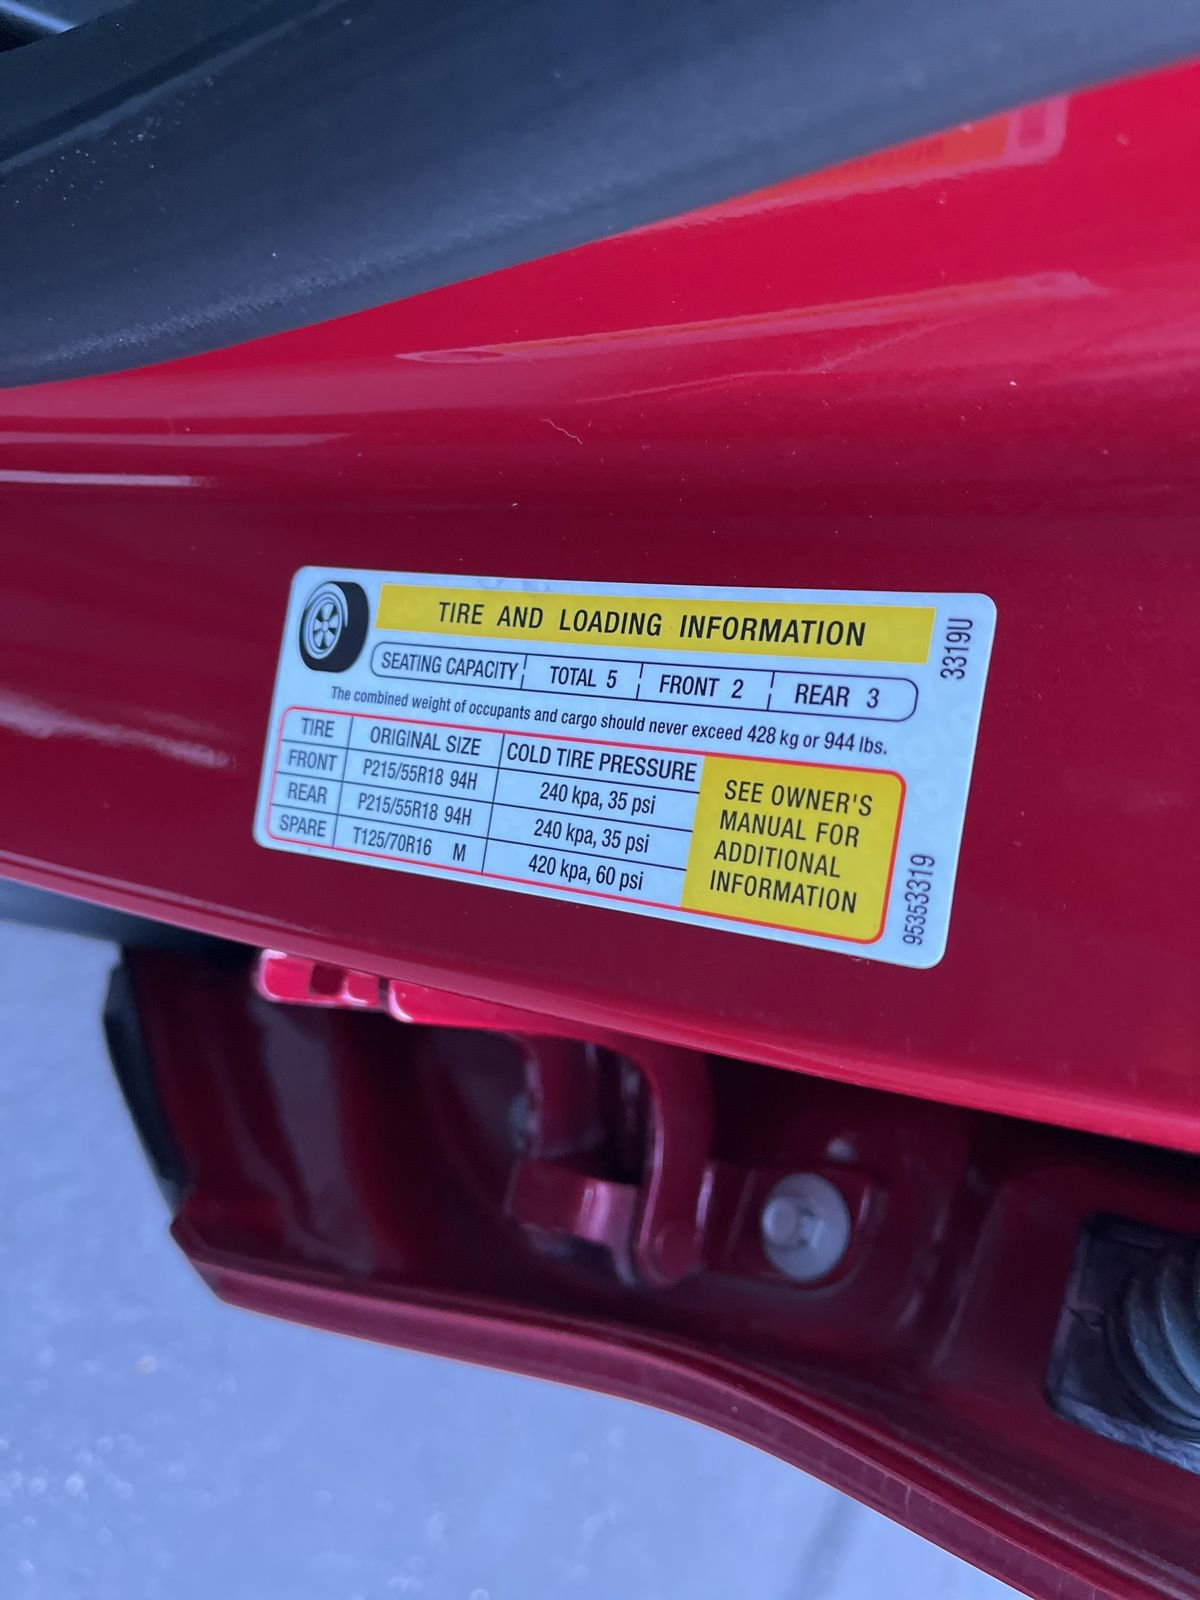 TIRE AND LOADING INFORMATION
SEATING CAPACITY TOTAL 5 FRONT 2 REAR 3
The combined weight of occupants and cargo should never exceed 428 kg or 944 lbs.
TIRE ORIGINAL SIZE COLD TIRE PRESSURE
FRONT P215/55R18 94H 240 kpa, 35 psi
REAR P215/55R18 94H 240 kpa, 35 psi
SPARE T125/70R16 M 420 kpa, 60 psi
SEE OWNER'S
MANUAL FOR
ADDITIONAL
INFORMATION
3319U
95353319